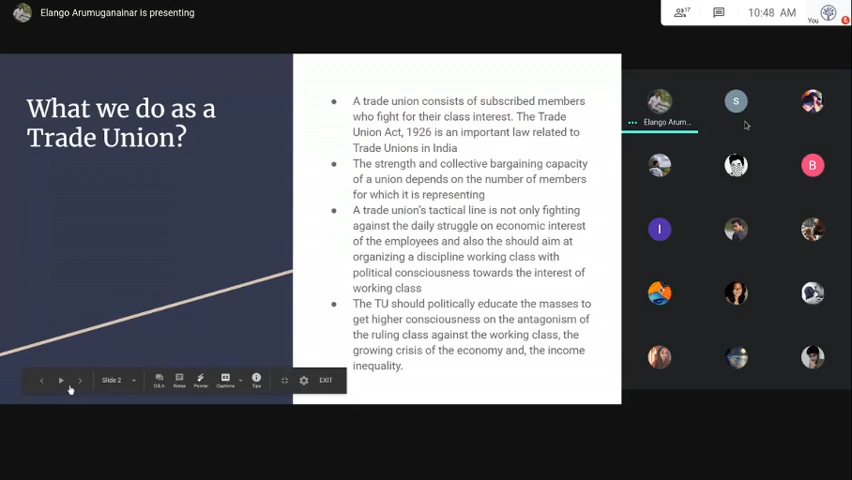 Elango Arumuganainar is presenting
17
10:48 AM
You
What we do as a
Trade Union?
A trade union consists of subscribed members
who fight for their class interest. The Trade
Union Act, 1926 is an important law related to
Trade Unions in India
The strength and collective bargaining capacity
of a union depends on the number of members
for which it is representing
A trade union's tactical line is not only fighting
against the daily struggle on economic interest
of the employees and also the should aim at
organizing a discipline working class with
political consciousness towards the interest of
working class
The TU should politically educate the masses to
get higher consciousness on the antagonism of
the ruling class against the working class, the
growing crisis of the economy and, the income
inequality.
Elango Arum...
S
B
I
Slide 2
Q&A
Notes
Pointer
Captions
Tips
EXIT